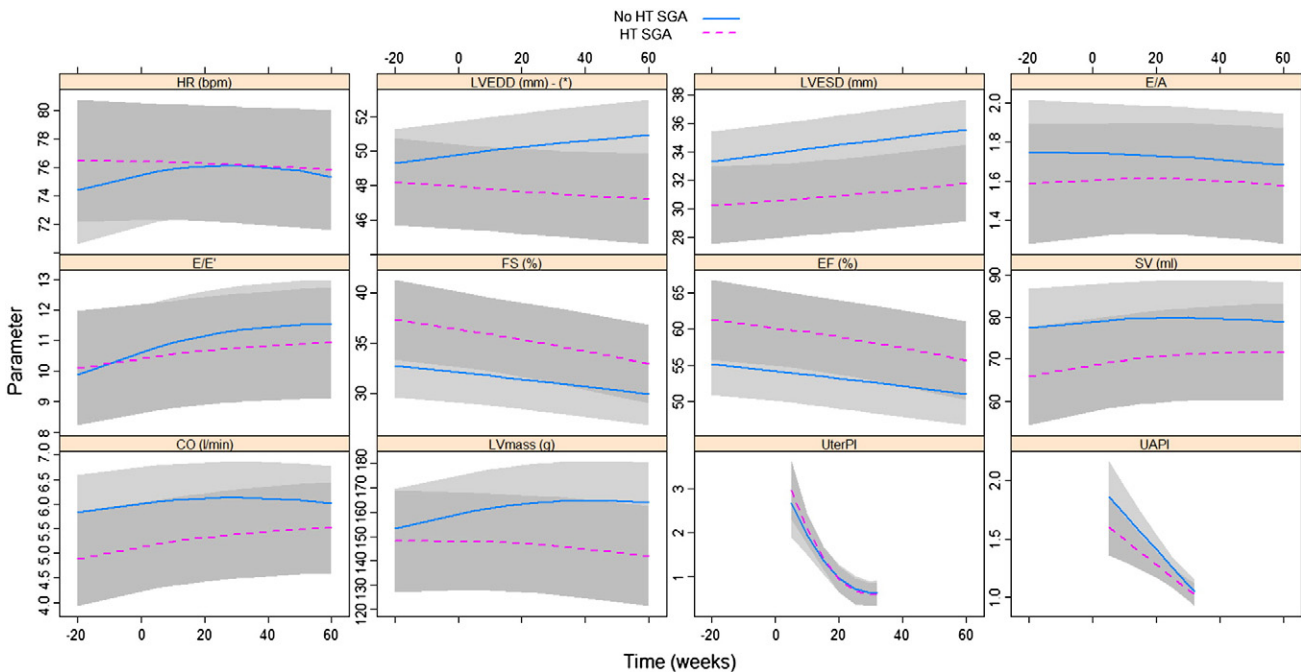 No HT SGA
HT SGA
-20 0 20 40 60
-20 0 20 40 60
HR (bpm)
LVEDD (mm) - (*)
LVESD (mm)
E/A
72 74 76 78 80
44 46 48 50 52
28 30 32 34 36 38
1.4 1.6 1.8 2.0
E/E'
FS (%)
EF (%)
SV (ml)
8 9 10 11 12 13
30 35 40
50 55 60 65
60 70 80 90
CO (l/min)
LVmass (g)
UterPI
UAPI
4.0 4.5 5.0 5.5 6.0 6.5 7.0
120 130 140 150 160 170 180
1 2 3
1.0 1.5 2.0
-20 0 20 40 60
-20 0 20 40 60
Parameter
Time (weeks)